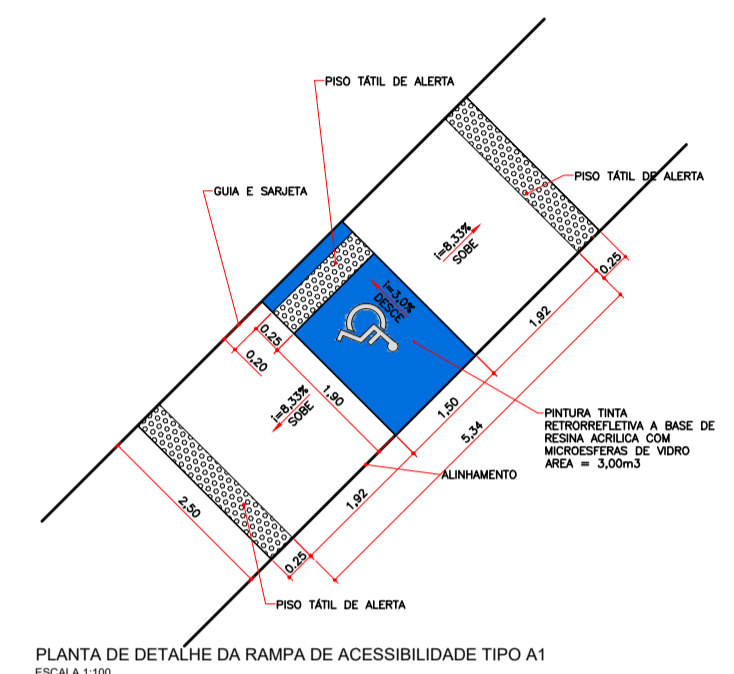 PISO TÁTIL DE ALERTA
PISO TÁTIL DE ALERTA
GUIA E SARJETA
i=8,33%
SOBE
0.25
i=3,0%
DESCE
1,92
0.25
0,20
1,90
i=8,33%
SOBE
1,50
5,34
PINTURA TINTA
RETRORREFLETIVA A BASE DE
RESINA ACRILICA COM
MICROESFERAS DE VIDRO
AREA = 3,00m3
ALINHAMENTO
1,92
2,50
0.25
PISO TÁTIL DE ALERTA
PLANTA DE DETALHE DA RAMPA DE ACESSIBILIDADE TIPO A1
ESCALA 1:100